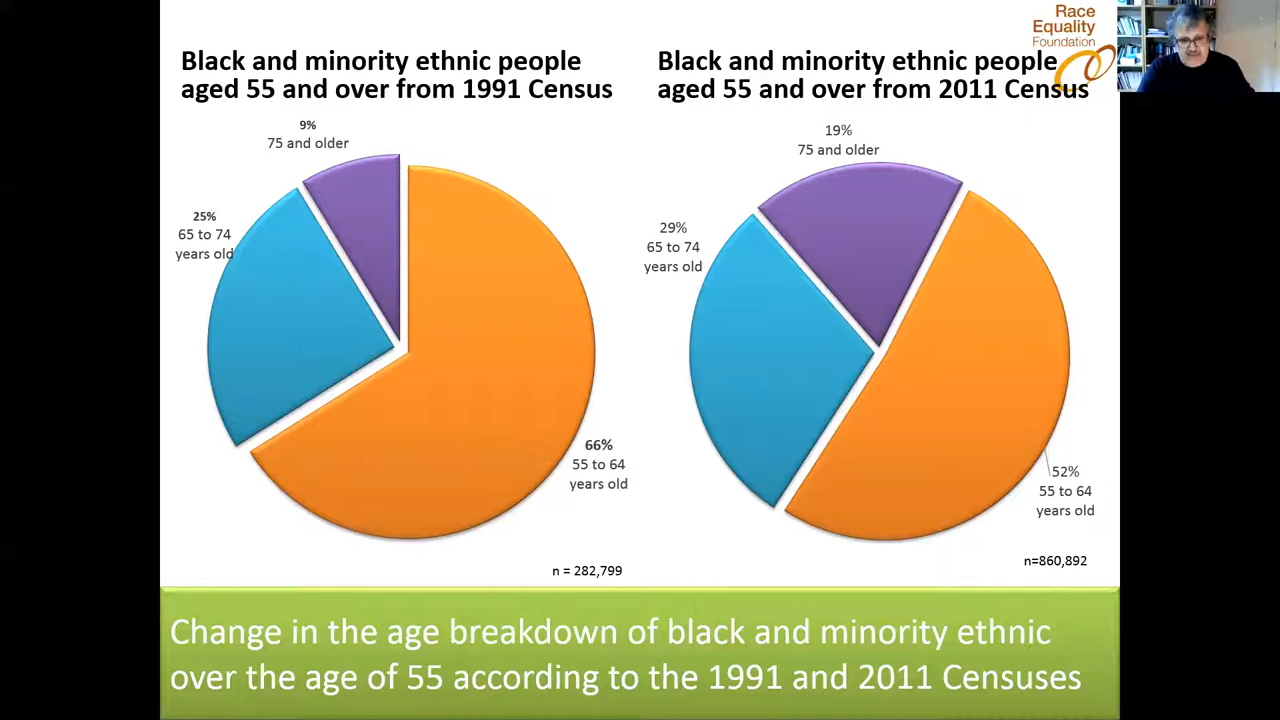 Race
Equality
Foundation
Black and minority ethnic people
aged 55 and over from 1991 Census
9%
75 and older
25%
65 to 74
years old
66%
55 to 64
years old
n = 282,799
Black and minority ethnic people
aged 55 and over from 2011 Census
19%
75 and older
29%
65 to 74
years old
52%
55 to 64
years old
n=860,892
Change in the age breakdown of black and minority ethnic
over the age of 55 according to the 1991 and 2011 Censuses